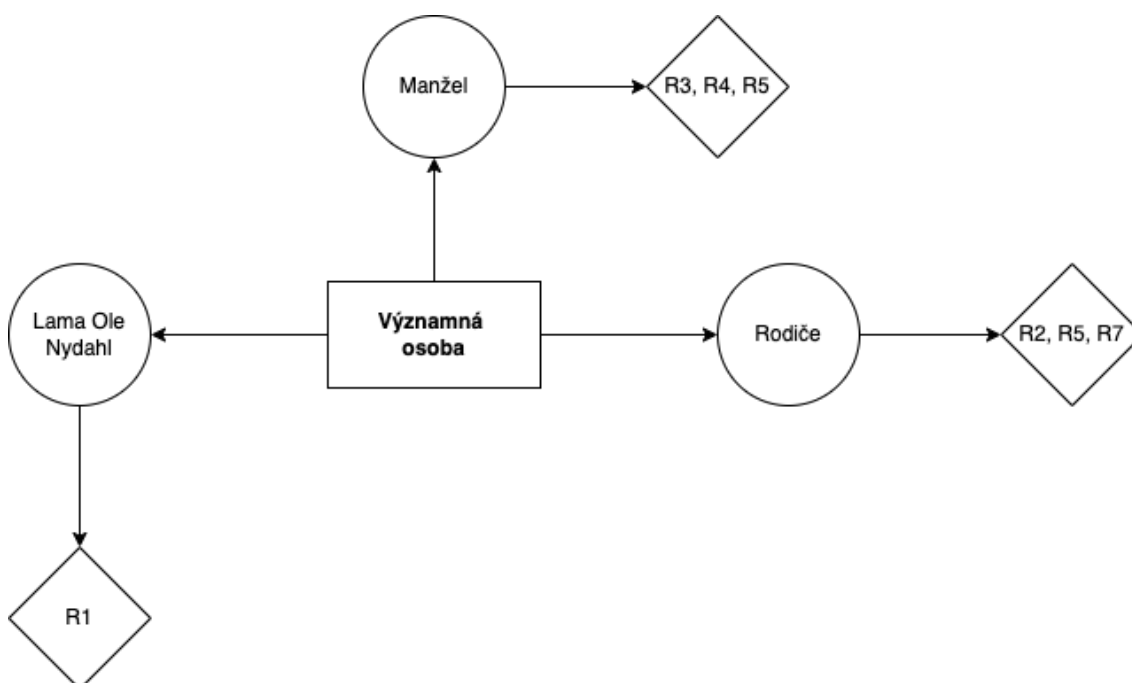 Manžel
R3, R4, R5
Lama Ole
Nydahl
Významná
osoba
Rodiče
R2, R5, R7
R1